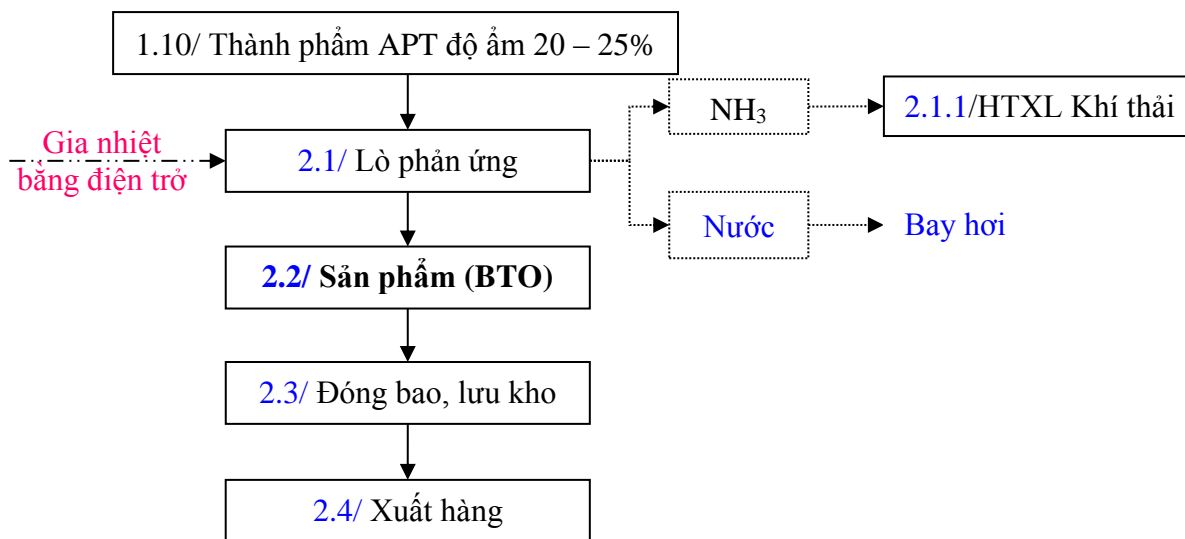 1.10/ Thành phẩm APT độ ẩm 20 – 25%
NH₃
2.1.1/HTXL Khí thải
Gia nhiệt
bằng điện trở
2.1/ Lò phản ứng
Nước
Bay hơi
2.2/ Sản phẩm (BTO)
2.3/ Đóng bao, lưu kho
2.4/ Xuất hàng